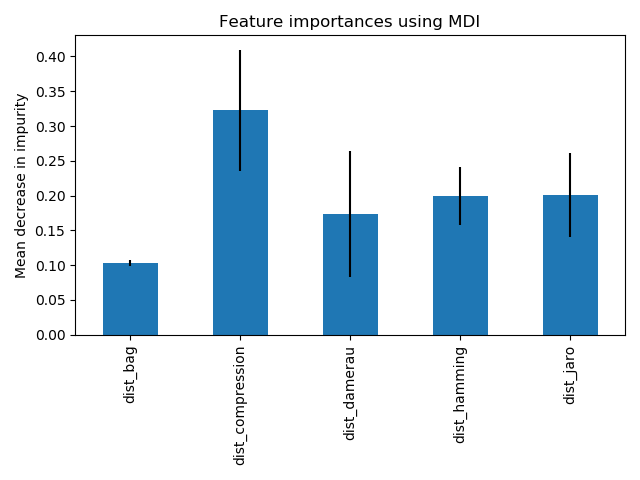 Feature importances using MDI
Mean decrease in impurity
0.40
0.35
0.30
0.25
0.20
0.15
0.10
0.05
0.00
dist_bag
dist_compression
dist_damerau
dist_hamming
dist_jaro